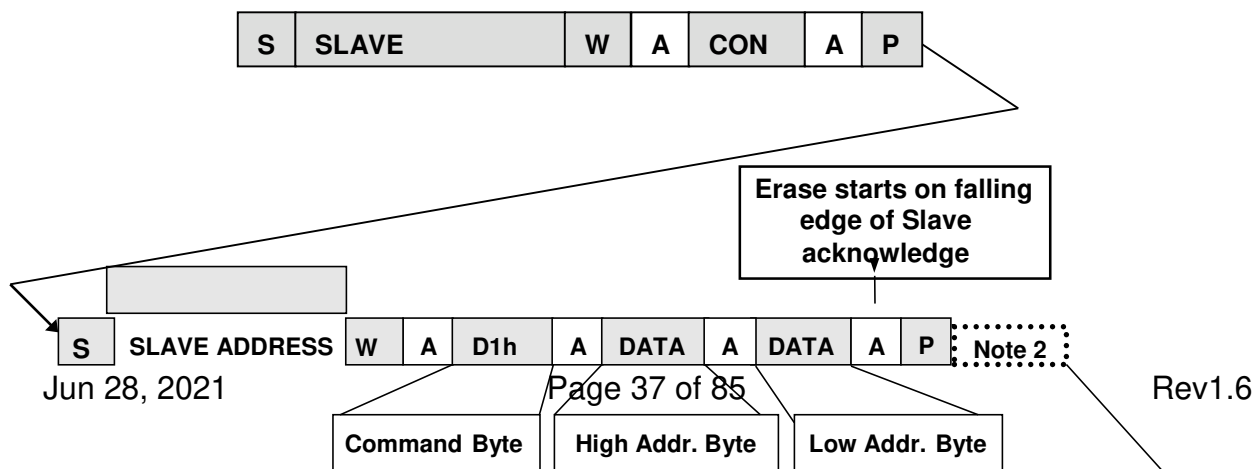 S SLAVE W A CON A P
Erase starts on falling
edge of Slave
acknowledge
S SLAVE ADDRESS W A D1h A DATA A DATA A P Note 2
Jun 28, 2021 Page 37 of 85 Rev1.6
Command Byte High Addr. Byte Low Addr. Byte